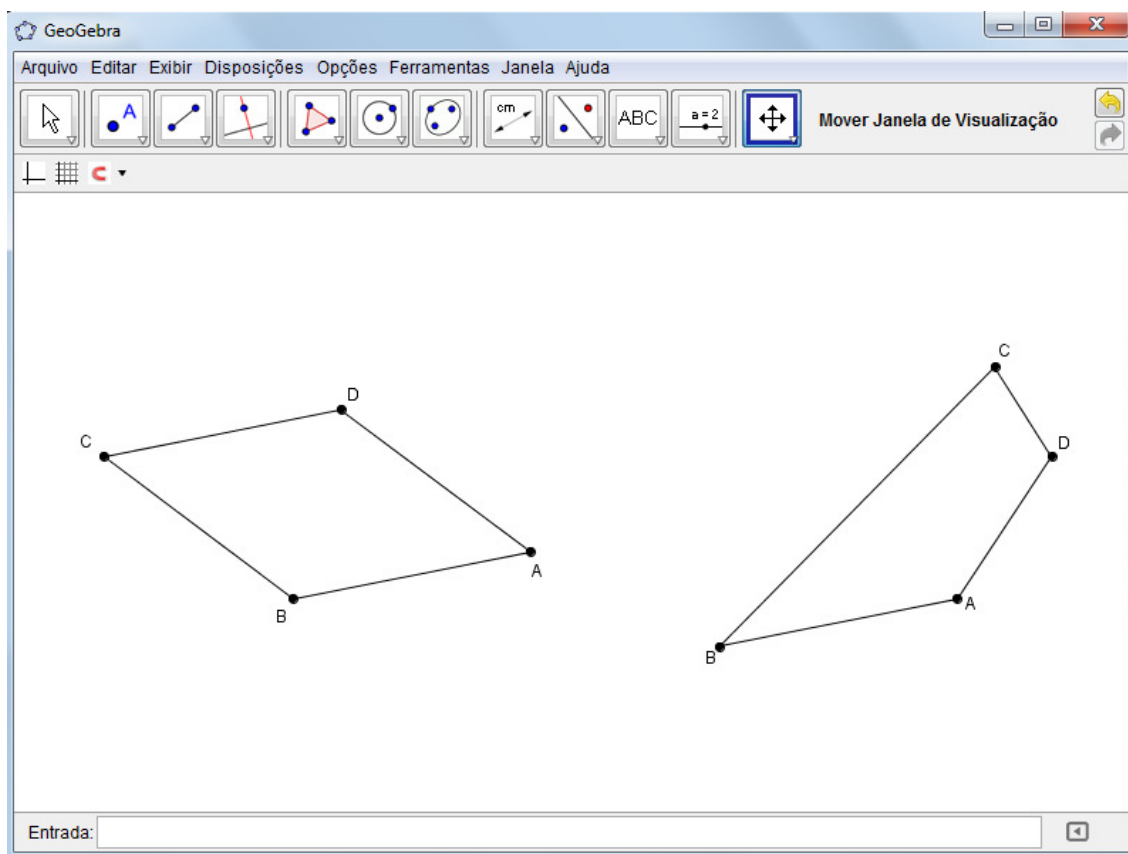 GeoGebra
Arquivo Editar Exibir Disposições Opções Ferramentas Janela Ajuda
A cm ABC a = 2 Mover Janela de Visualização
C
D
D
C
A
A
B
B
Entrada: